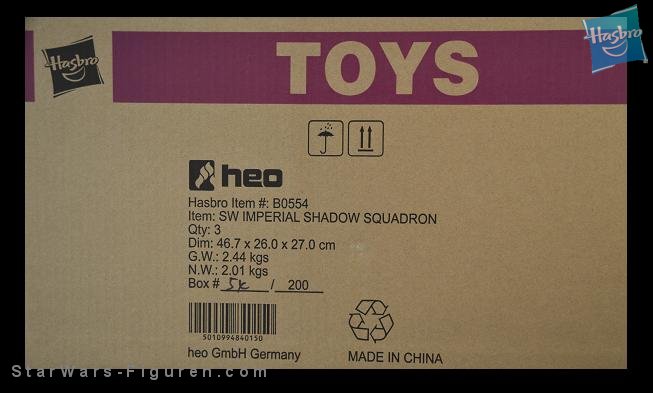 Hasbro
TOYS
Hasbro
heo
Hasbro Item #: B0554
Item: SW IMPERIAL SHADOW SQUADRON
Qty: 3
Dim: 46.7 x 26.0 x 27.0 cm
G.W.: 2.44 kgs
N.W.: 2.01 kgs
Box # / 200
5010994840150
heo GmbH Germany
MADE IN CHINA
StarWars-Figuren.com